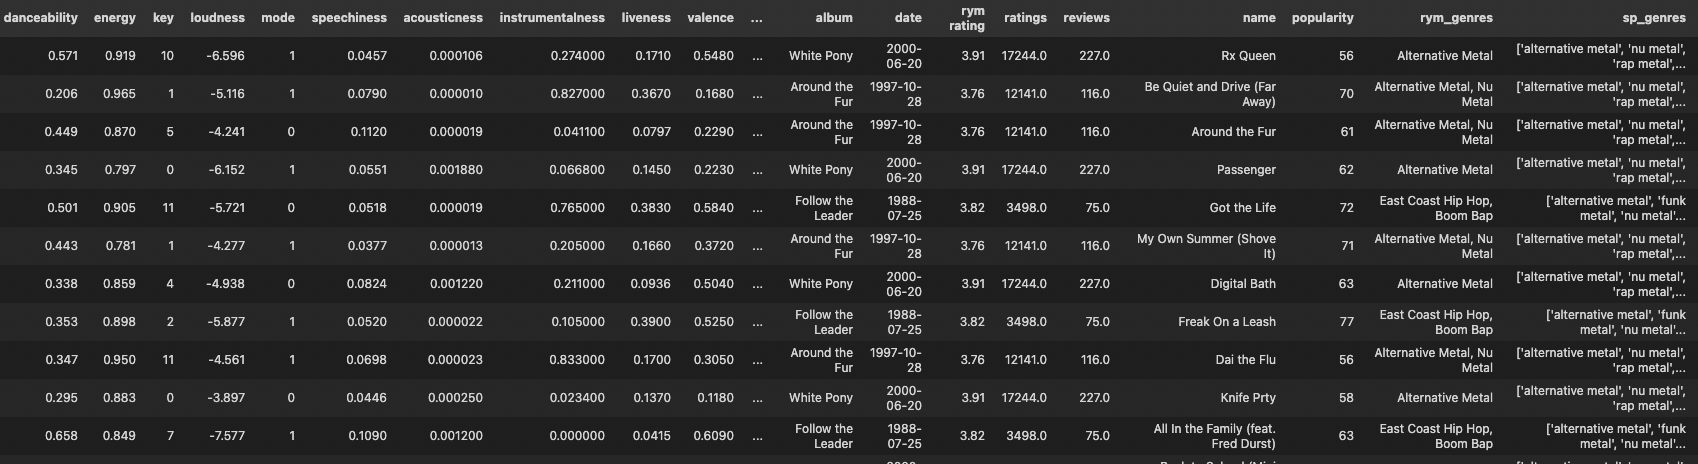 danceability energy key loudness mode speechiness acousticness instrumentalness liveness valence ... album date rym rating ratings reviews name popularity rym_genres sp_genres
0.571 0.919 10 -6.596 1 0.0457 0.000106 0.274000 0.1710 0.5480 ... White Pony 2000-06-20 3.91 17244.0 227.0 Rx Queen 56 Alternative Metal ['alternative metal', 'nu metal', 'rap metal',...
0.206 0.965 1 -5.116 1 0.0790 0.000010 0.827000 0.3670 0.1680 ... Around the Fur 1997-10-28 3.76 12141.0 116.0 Be Quiet and Drive (Far Away) 70 Alternative Metal, Nu Metal ['alternative metal', 'nu metal', 'rap metal',...
0.449 0.870 5 -4.241 0 0.1120 0.000019 0.041100 0.0797 0.2290 ... Around the Fur 1997-10-28 3.76 12141.0 116.0 Around the Fur 61 Alternative Metal, Nu Metal ['alternative metal', 'nu metal', 'rap metal',...
0.345 0.797 0 -6.152 1 0.0551 0.001880 0.066800 0.1450 0.2230 ... White Pony 2000-06-20 3.91 17244.0 227.0 Passenger 62 Alternative Metal ['alternative metal', 'nu metal', 'rap metal',...
0.501 0.905 11 -5.721 0 0.0518 0.000019 0.765000 0.3830 0.5840 ... Follow the Leader 1988-07-25 3.82 3498.0 75.0 Got the Life 72 East Coast Hip Hop, Boom Bap ['alternative metal', 'funk metal', 'nu metal'...
0.443 0.781 1 -4.277 1 0.0377 0.000013 0.205000 0.1660 0.3720 ... Around the Fur 1997-10-28 3.76 12141.0 116.0 My Own Summer (Shove It) 71 Alternative Metal, Nu Metal ['alternative metal', 'nu metal', 'rap metal',...
0.338 0.859 4 -4.938 0 0.0824 0.001220 0.211000 0.0936 0.5040 ... White Pony 2000-06-20 3.91 17244.0 227.0 Digital Bath 63 Alternative Metal ['alternative metal', 'nu metal', 'rap metal',...
0.353 0.898 2 -5.877 1 0.0520 0.000022 0.105000 0.3900 0.5250 ... Follow the Leader 1988-07-25 3.82 3498.0 75.0 Freak On a Leash 77 East Coast Hip Hop, Boom Bap ['alternative metal', 'funk metal', 'nu metal'...
0.347 0.950 11 -4.561 1 0.0698 0.000023 0.833000 0.1700 0.3050 ... Around the Fur 1997-10-28 3.76 12141.0 116.0 Dai the Flu 56 Alternative Metal, Nu Metal ['alternative metal', 'nu metal', 'rap metal',...
0.295 0.883 0 -3.897 0 0.0446 0.000250 0.023400 0.1370 0.1180 ... White Pony 2000-06-20 3.91 17244.0 227.0 Knife Prty 58 Alternative Metal ['alternative metal', 'nu metal', 'rap metal',...
0.658 0.849 7 -7.577 1 0.1090 0.001200 0.000000 0.0415 0.6090 ... Follow the Leader 1988-07-25 3.82 3498.0 75.0 All In the Family (feat. Fred Durst) 63 East Coast Hip Hop, Boom Bap ['alternative metal', 'funk metal', 'nu metal'...